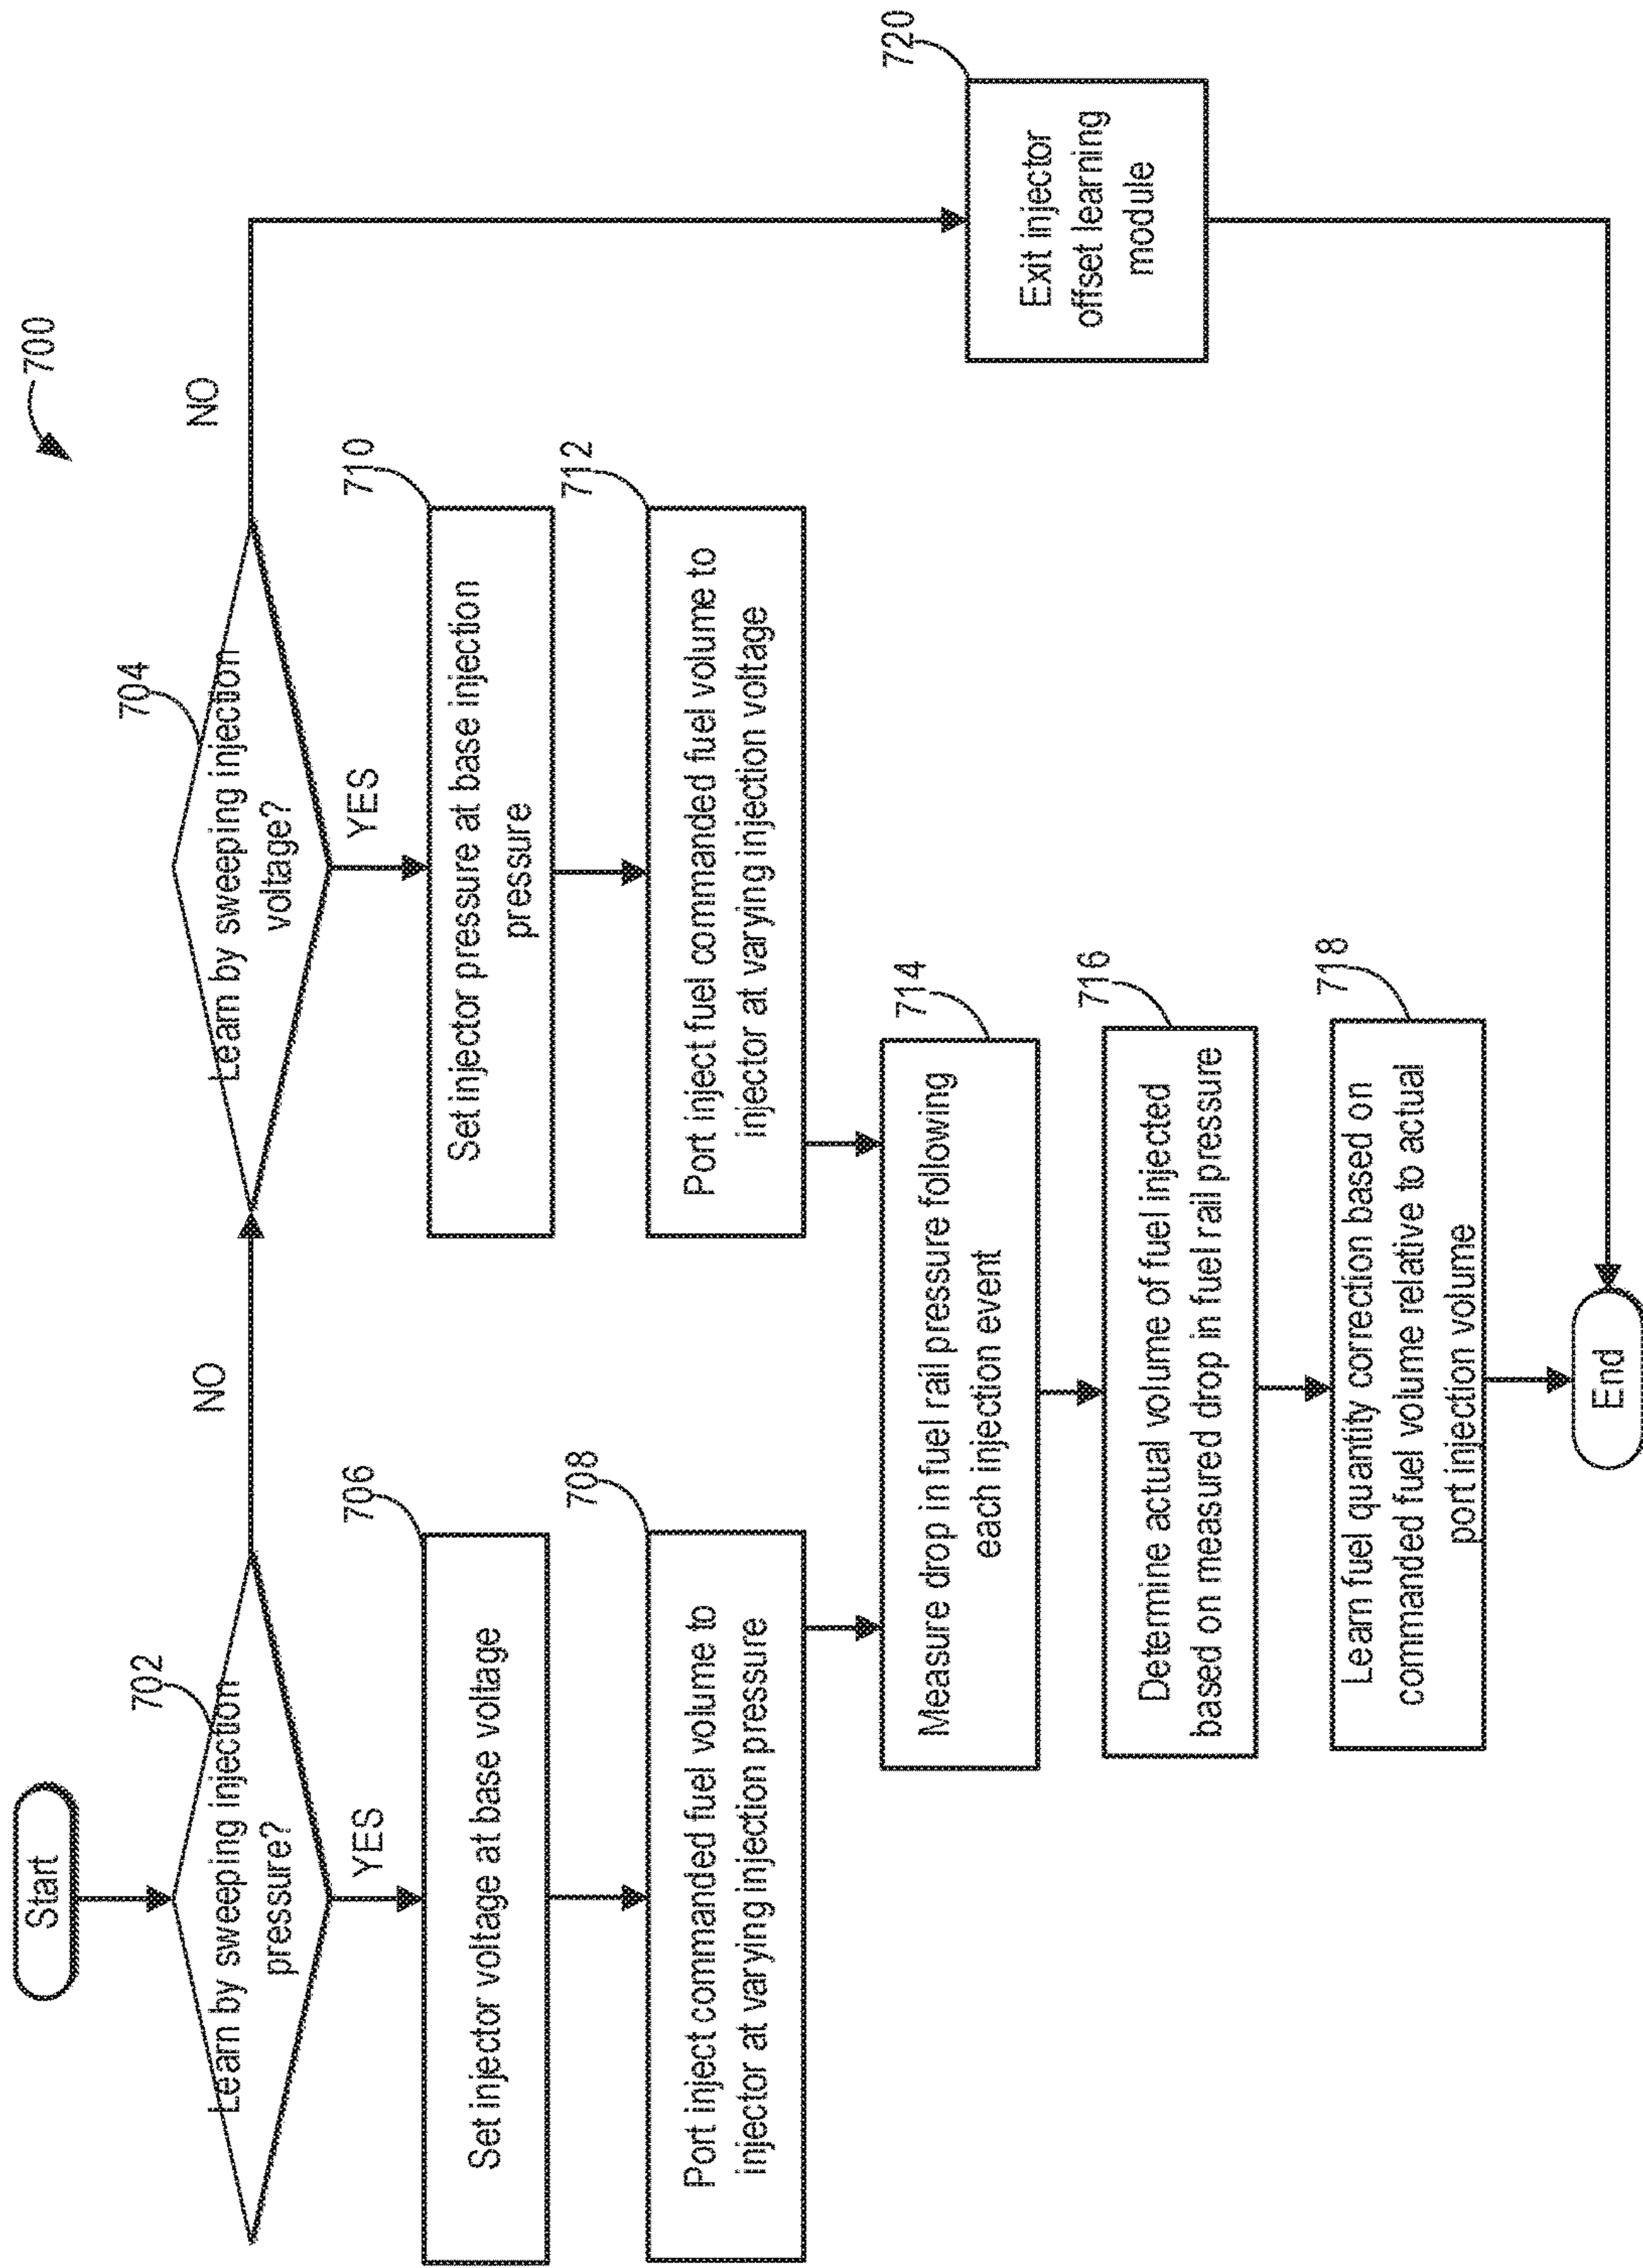 700
Start
702
Learn by sweeping injection
pressure?
NO
YES
704
Learn by sweeping injection
voltage?
NO
YES
706
Set injector voltage at base voltage
708
Port inject commanded fuel volume to
injector at varying injection pressure
710
Set injector pressure at base injection
pressure
712
Port inject fuel commanded fuel volume to
injector at varying injection voltage
714
Measure drop in fuel rail pressure following
each injection event
716
Determine actual volume of fuel injected
based on measured drop in fuel rail pressure
718
Learn fuel quantity correction based on
commanded fuel volume relative to actual
port injection volume
720
Exit injector
offset learning
module
End